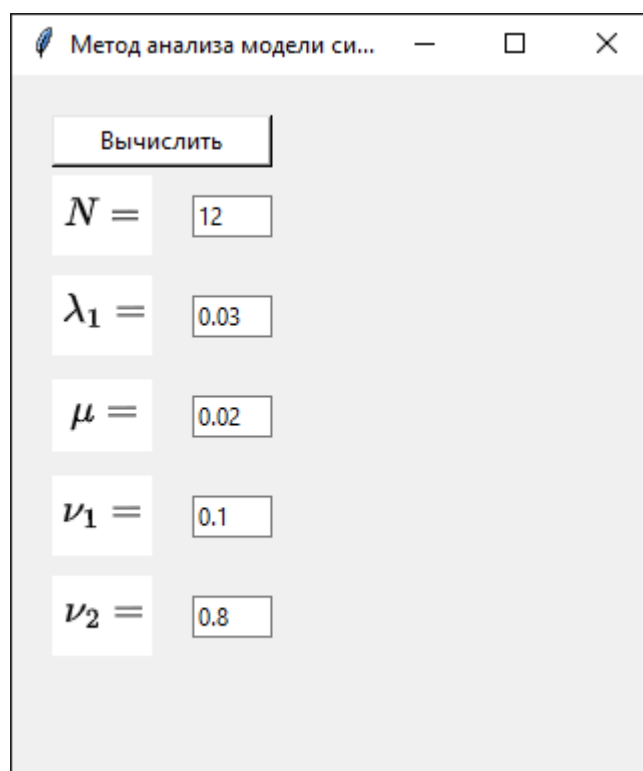 Метод анализа модели си...
Вычислить
N = 12
λ₁ = 0.03
μ = 0.02
ν₁ = 0.1
ν₂ = 0.8